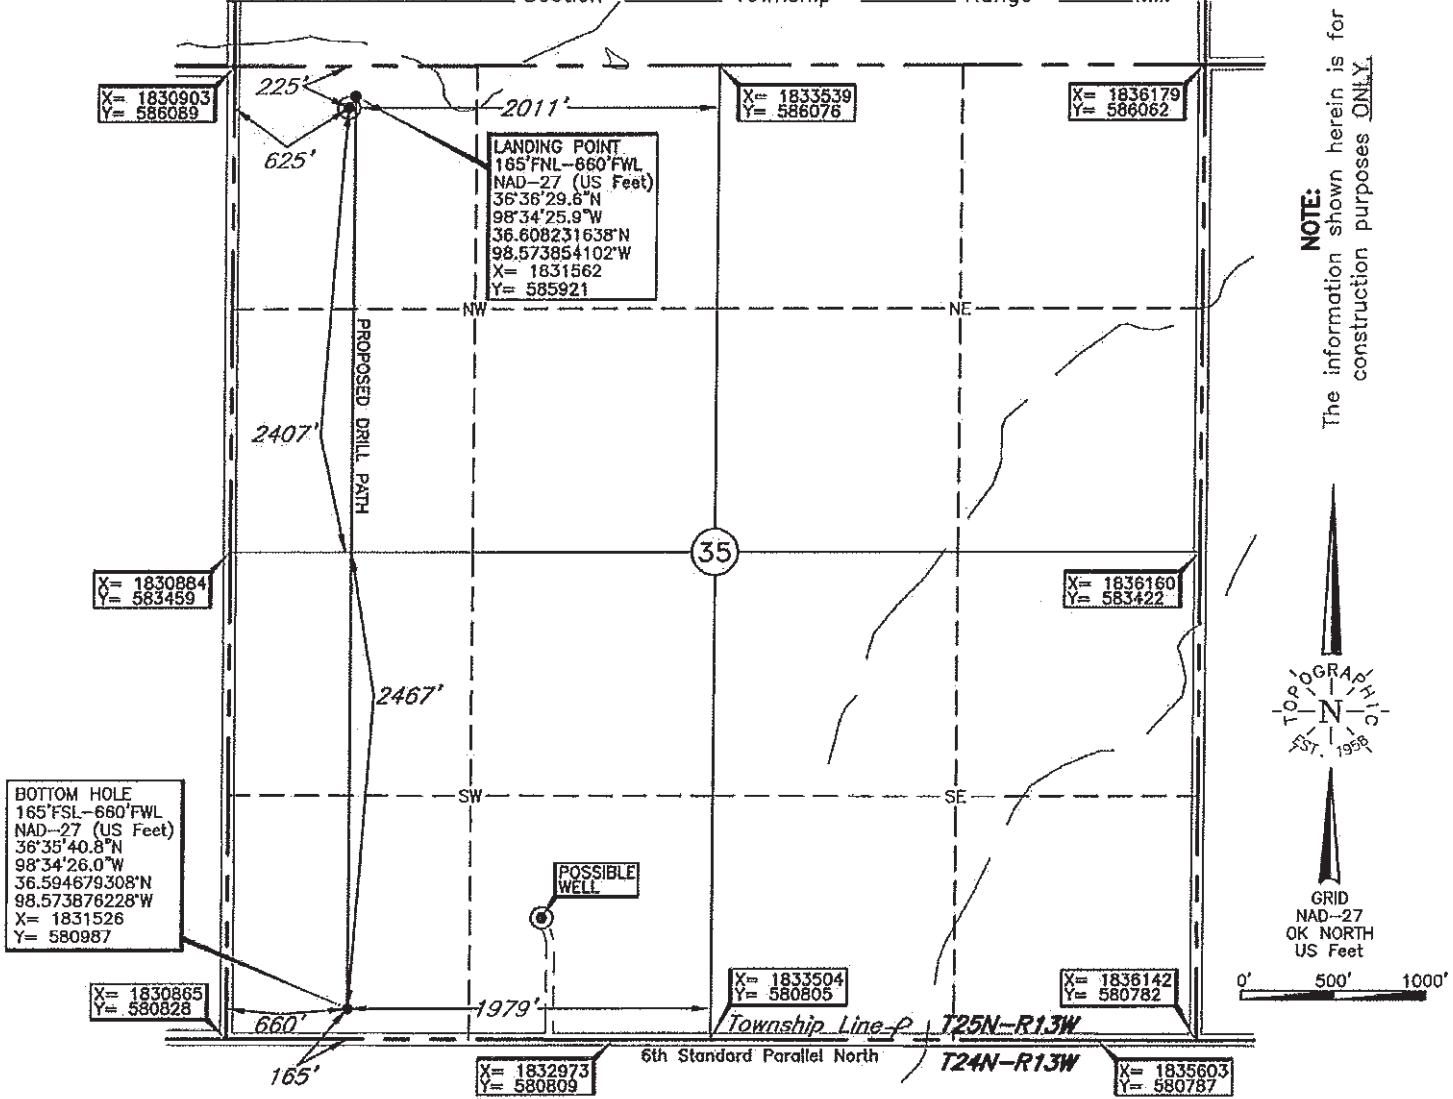 Section Township Range
225'
X= 1830903
Y= 586089
2011'
X= 1833539
Y= 586076
X= 1836179
Y= 586062
625'
LANDING POINT
165'FNL-660'FWL
NAD-27 (US Feet)
36°36'29.6"N
98°34'25.9"W
36.608231638°N
98.573854102°W
X= 1831562
Y= 585921
NOTE:
The information shown herein is for
construction purposes ONLY.
NW
NE
PROPOSED DRILL PATH
2407'
35
X= 1830884
Y= 583459
X= 1836160
Y= 583422
2467'
TOPOGRAPHIC
N
EST. 1958
SW
SE
BOTTOM HOLE
165'FSL-660'FWL
NAD-27 (US Feet)
36°35'40.8"N
98°34'26.0"W
36.594679308°N
98.573876228°W
X= 1831526
Y= 580987
POSSIBLE
WELL
GRID
NAD-27
OK NORTH
US Feet
0' 500' 1000'
X= 1830865
Y= 580828
X= 1833504
Y= 580805
X= 1836142
Y= 580782
660'
1979'
Township Line
T25N-R13W
6th Standard Parallel North
T24N-R13W
165'
X= 1832973
Y= 580809
X= 1835603
Y= 580787